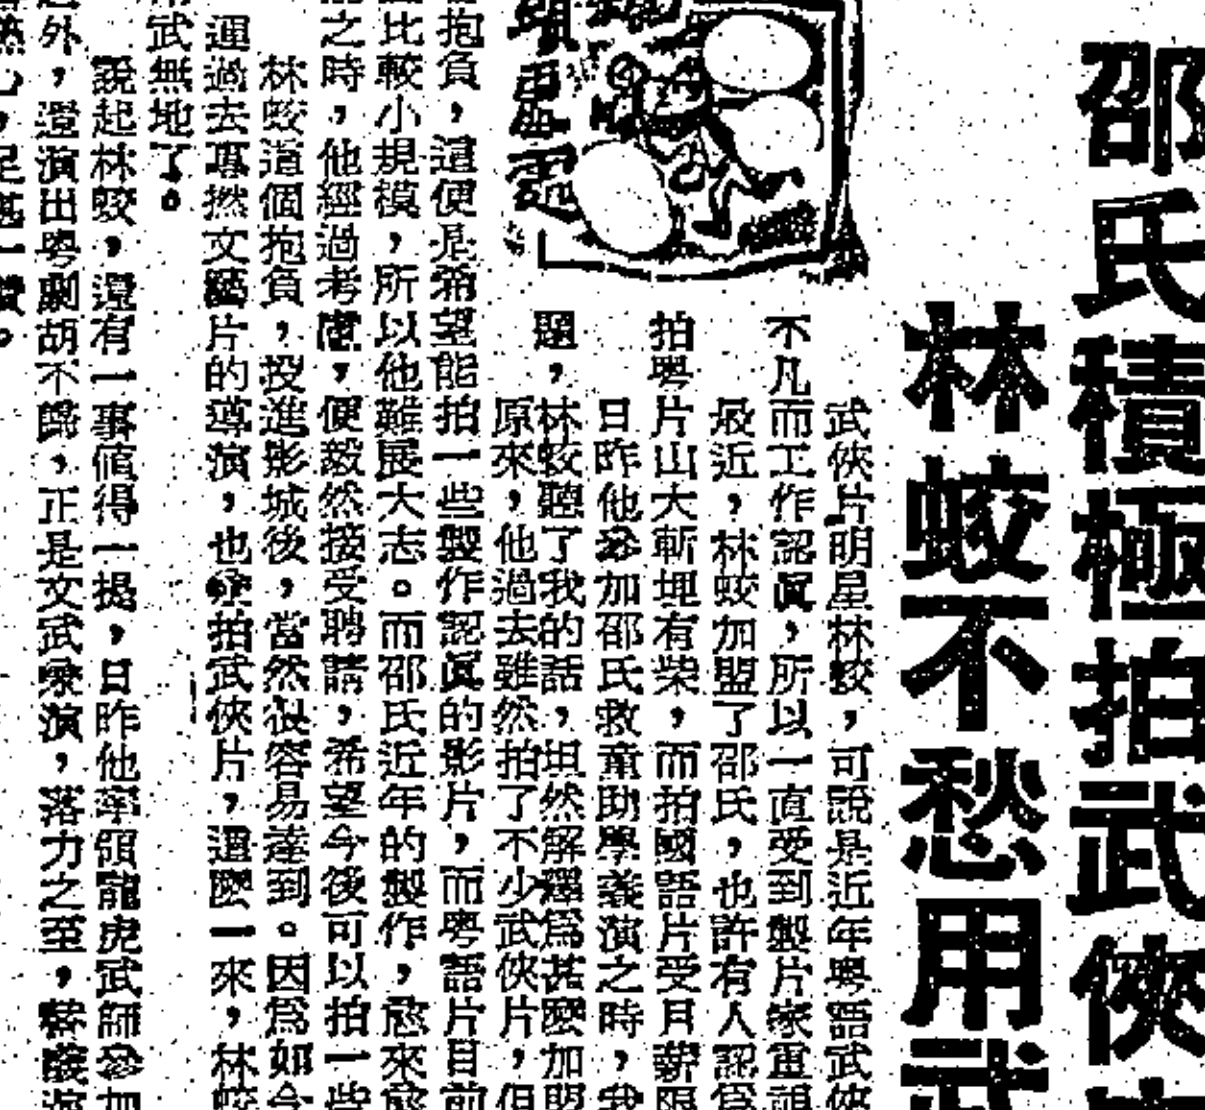 邵氏積極拍武俠
林蛟不愁用武
武俠片明星林蛟，可說是近年粵語武俠
不凡而工作認眞，所以一直受到製片家重視
最近，林蛟加盟了邵氏，也許有人認爲
拍粵片山大斬埋有柴，而拍國語片受月薪限
日昨他參加邵氏救童助學義演之時，我
題，林蛟聽了我的話，坦然解釋爲甚麼加盟
原來，他過去雖然拍了不少武俠片，但
抱負，這便是希望能拍一些製作認眞的影片，而粵語片目前
比較小規模，所以他難展大志。而邵氏近年的製作，愈來愈
之時，他經過考慮，便毅然接受聘請，希望今後可以拍一些
林蛟這個抱負，投進影城後，當然很容易達到。因爲如今
邏過去專撚文藝片的導演，也要拍武俠片，這麼一來，林蛟
武無地了。
說起林蛟，還有一事値得一提，日昨他率領龍虎武師參加
外，還演出粵劇胡不歸，正是文武兼演，落力之至，
足甚一讚。